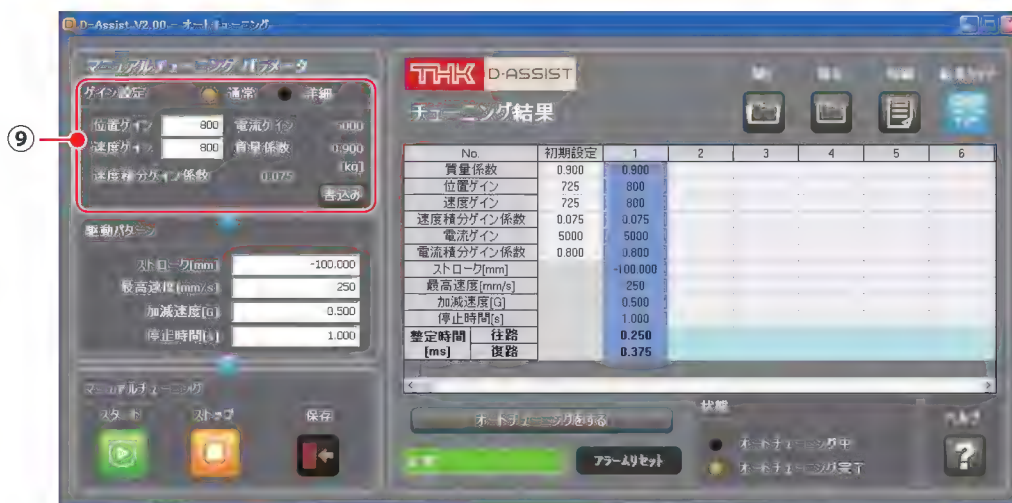 D-Assist-V2.00 - オートチューニング
マニュアルチューニング パラメータ
ゲイン設定 通常 詳細
位置ゲイン 800 電流ゲイン 5000
速度ゲイン 800 質量係数 0.900
[kg]
速度積分ゲイン係数 0.075
書込み
⑨
駆動パターン
ストローク[mm] -100.000
最高速度[mm/s] 250
加減速度[G] 0.500
停止時間[s] 1.000
マニュアルチューニング
スタート ストップ 保存
THK D-ASSIST
チューニング結果
No. 初期設定 1 2 3 4 5 6
質量係数 0.900 0.900
位置ゲイン 725 800
速度ゲイン 725 800
速度積分ゲイン係数 0.075 0.075
電流ゲイン 5000 5000
電流積分ゲイン係数 0.800 0.800
ストローク[mm] -100.000
最高速度[mm/s] 250
加減速度[G] 0.500
停止時間[s] 1.000
整定時間 往路 0.250
[ms] 復路 0.375
オートチューニングをする
アラームリセット
状態
オートチューニング中
オートチューニング完了
ヘルプ
?